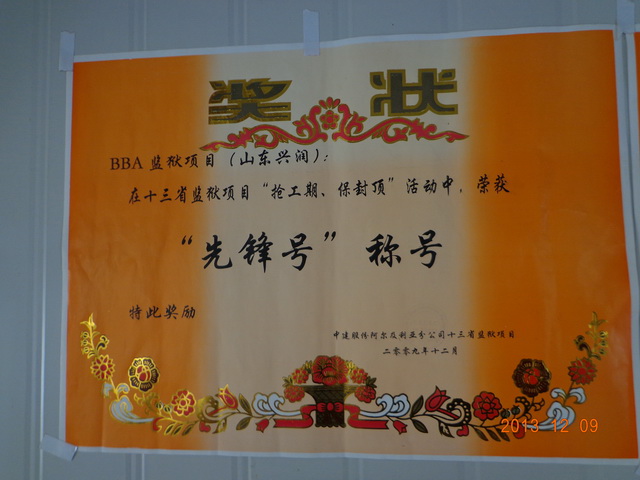 奖状
BBA 监狱项目（山东兴润）：
在十三省监狱项目“抢工期、保封顶”活动中，荣获
“先锋号”称号
特此奖励
中建股份阿尔及利亚分公司十三省监狱项目
二零零九年十二月
2013 12 09